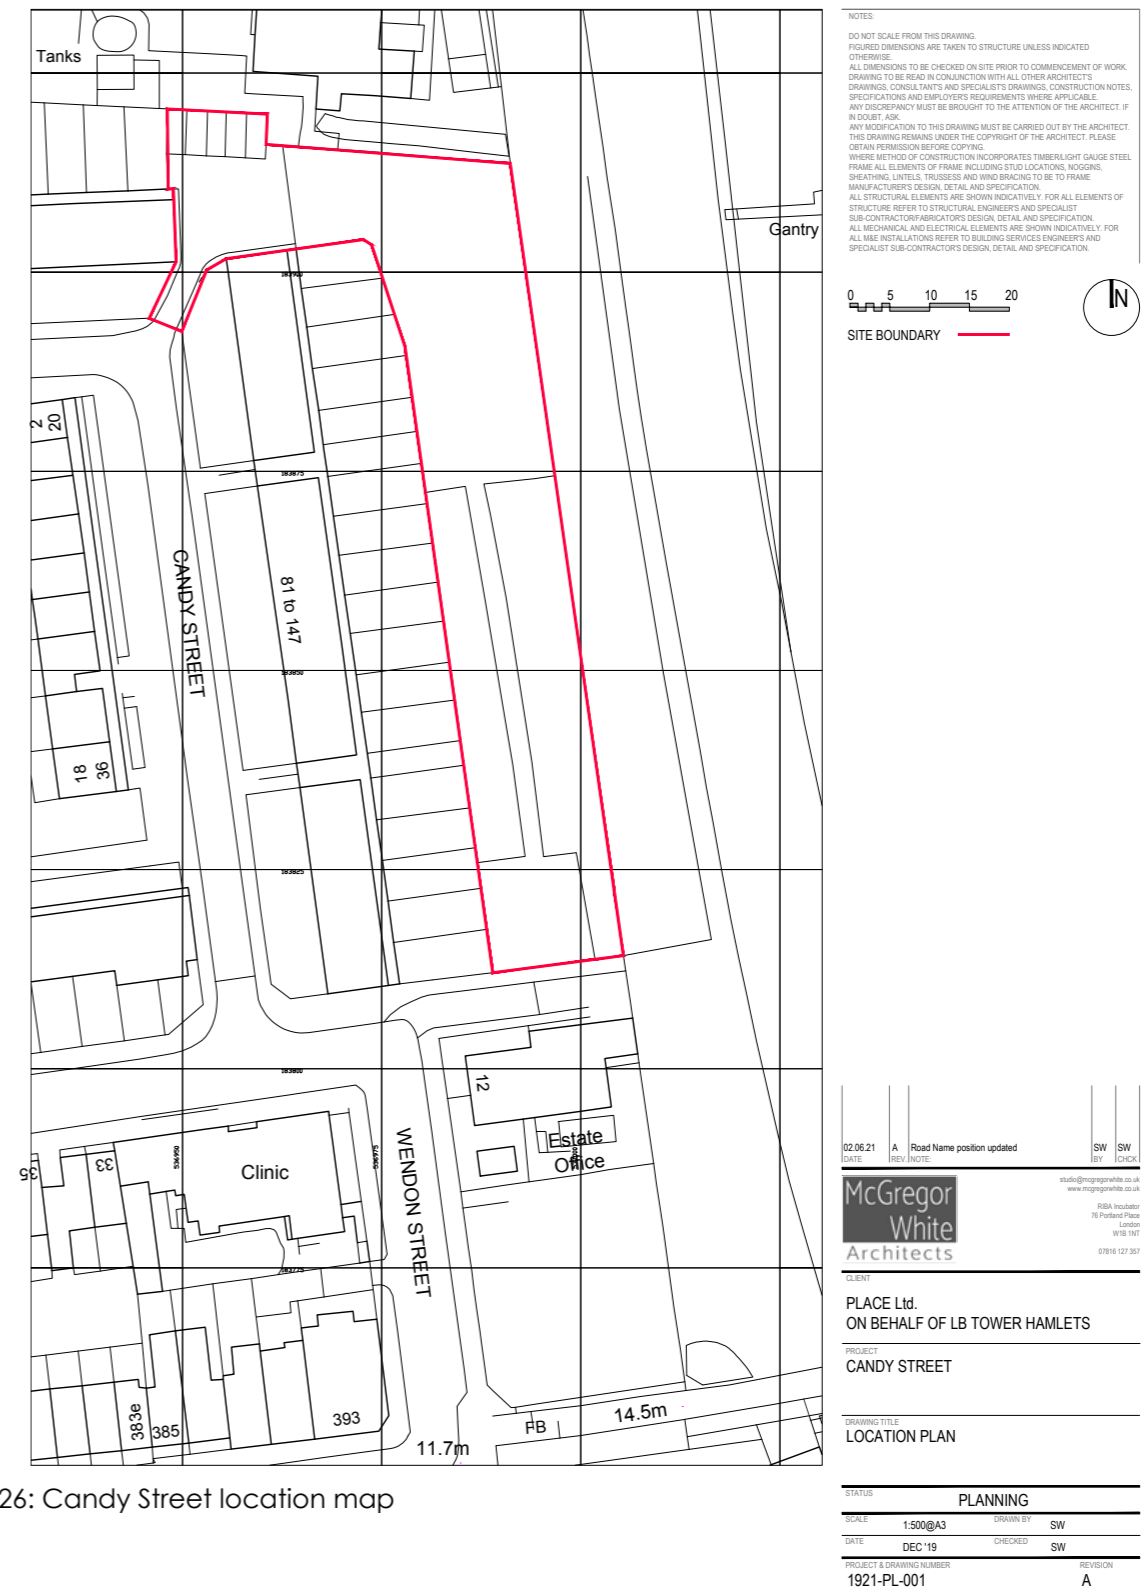 Tanks
Gantry
183900
2
20
183875
CANDY STREET
81 to 147
183850
18
36
183825
183800
12
Estate
Office
536950
536975
35
33
Clinic
WENDON STREET
183775
383e
385
393
11.7m
FB
14.5m
26: Candy Street location map
NOTES:
DO NOT SCALE FROM THIS DRAWING.
FIGURED DIMENSIONS ARE TAKEN TO STRUCTURE UNLESS INDICATED
OTHERWISE.
ALL DIMENSIONS TO BE CHECKED ON SITE PRIOR TO COMMENCEMENT OF WORK.
DRAWING TO BE READ IN CONJUNCTION WITH ALL OTHER ARCHITECT'S
DRAWINGS, CONSULTANT'S AND SPECIALIST'S DRAWINGS, CONSTRUCTION NOTES,
SPECIFICATIONS AND EMPLOYER'S REQUIREMENTS WHERE APPLICABLE.
ANY DISCREPANCY MUST BE BROUGHT TO THE ATTENTION OF THE ARCHITECT. IF
IN DOUBT, ASK.
ANY MODIFICATION TO THIS DRAWING MUST BE CARRIED OUT BY THE ARCHITECT.
THIS DRAWING REMAINS UNDER THE COPYRIGHT OF THE ARCHITECT. PLEASE
OBTAIN PERMISSION BEFORE COPYING.
WHERE METHOD OF CONSTRUCTION INCORPORATES TIMBER/LIGHT GAUGE STEEL
FRAME ALL ELEMENTS OF FRAME INCLUDING STUD LOCATIONS, NOGGINS,
SHEATHING, LINTELS, TRUSSESS AND WIND BRACING TO BE TO FRAME
MANUFACTURER'S DESIGN, DETAIL AND SPECIFICATION.
ALL STRUCTURAL ELEMENTS ARE SHOWN INDICATIVELY. FOR ALL ELEMENTS OF
STRUCTURE REFER TO STRUCTURAL ENGINEER'S AND SPECIALIST
SUB-CONTRACTOR/FABRICATOR'S DESIGN, DETAIL AND SPECIFICATION.
ALL MECHANICAL AND ELECTRICAL ELEMENTS ARE SHOWN INDICATIVELY. FOR
ALL M&E INSTALLATIONS REFER TO BUILDING SERVICES ENGINEER'S AND
SPECIALIST SUB-CONTRACTOR'S DESIGN, DETAIL AND SPECIFICATION.
0 5 10 15 20
N
SITE BOUNDARY
02.06.21 A Road Name position updated SW SW
DATE REV. NOTE: BY CHCK
McGregor
White
Architects
studio@mcgregorwhite.co.uk
www.mcgregorwhite.co.uk
RIBA Incubator
76 Portland Place
London
W1B 1NT
07816 127 357
CLIENT
PLACE Ltd.
ON BEHALF OF LB TOWER HAMLETS
PROJECT
CANDY STREET
DRAWING TITLE
LOCATION PLAN
STATUS
PLANNING
SCALE 1:500@A3 DRAWN BY SW
DATE DEC '19 CHECKED SW
PROJECT & DRAWING NUMBER REVISION
1921-PL-001 A